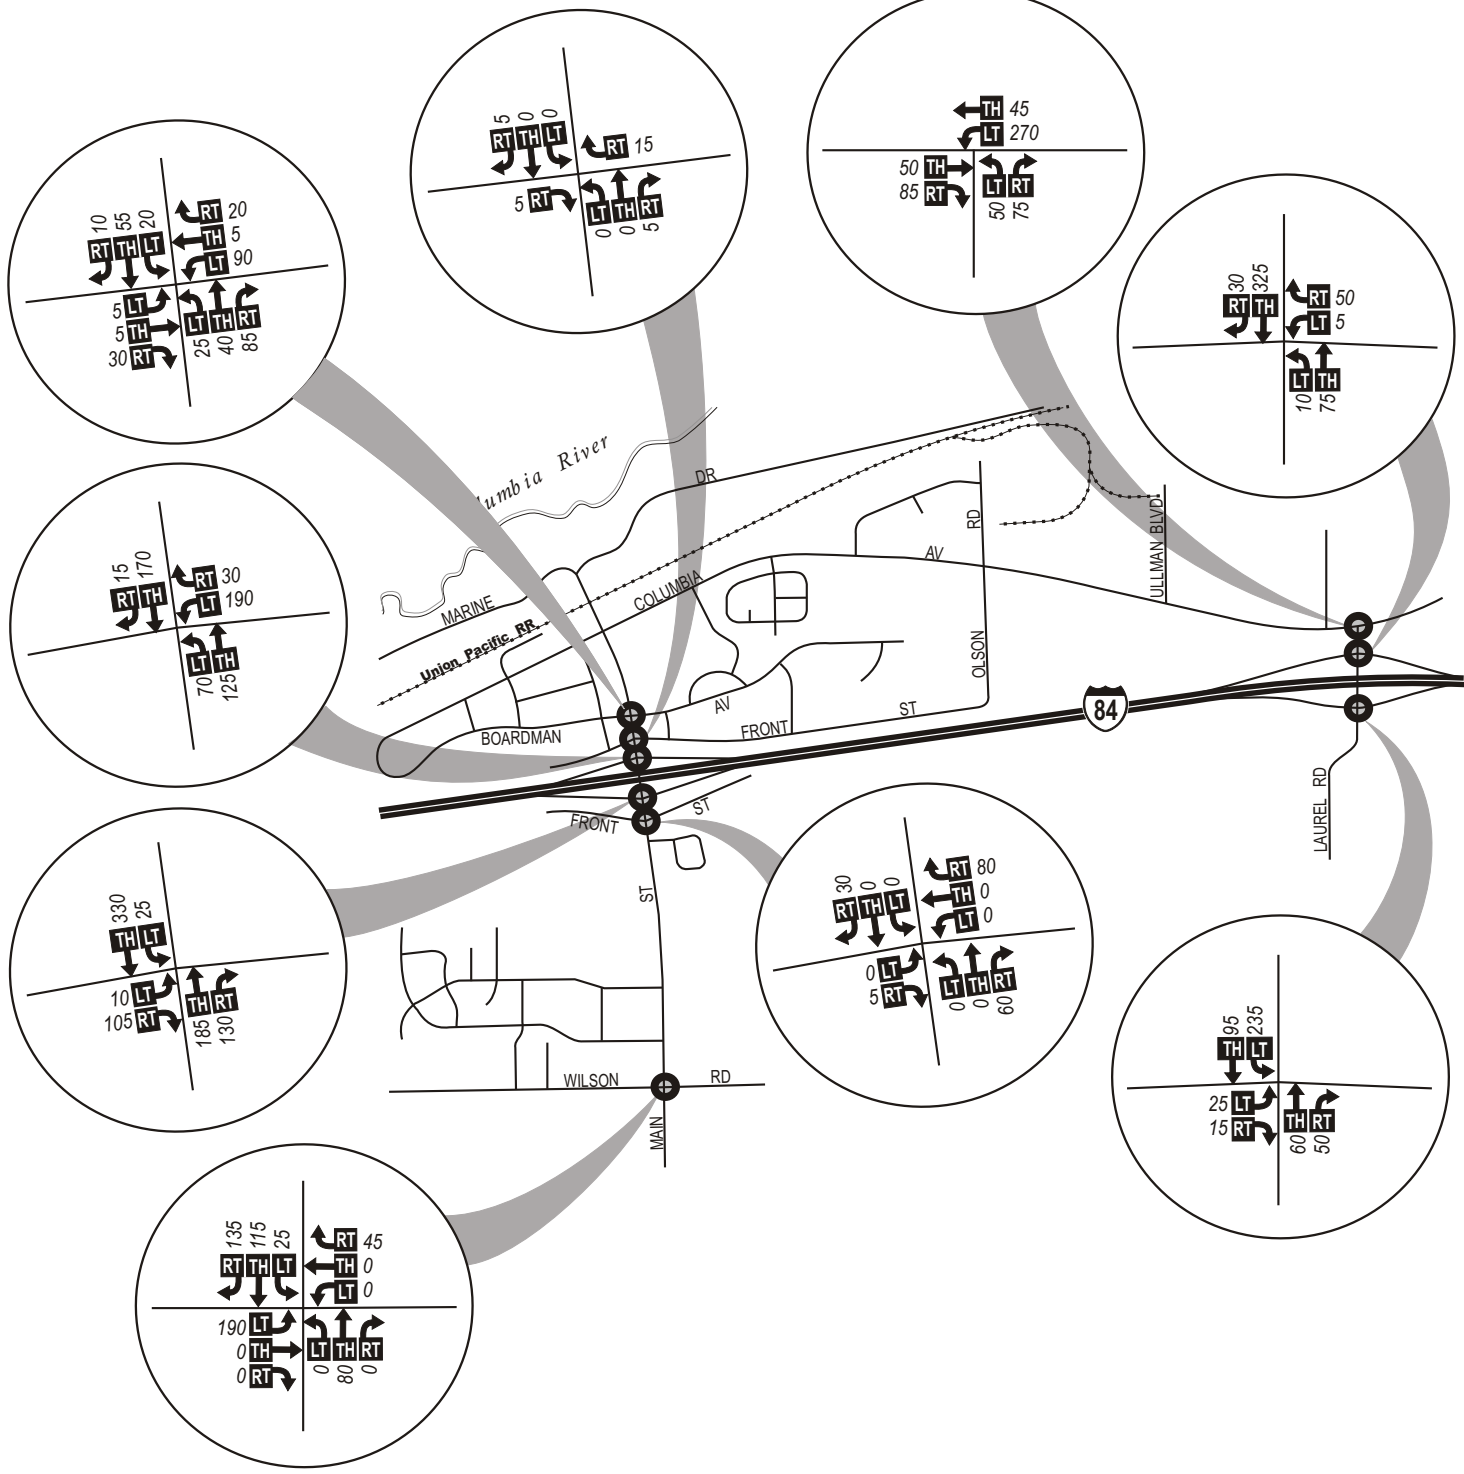 RT TH LT
10 55 20
RT 20
TH 5
LT 90
5 LT
5 TH
30 RT
LT TH RT
25 40 85
RT TH LT
5 0 0
RT 15
5 RT
LT TH RT
0 0 5
TH 45
LT 270
50 TH
85 RT
LT RT
50 75
RT TH
30 325
RT 50
LT 5
LT TH
10 75
RT TH
15 170
RT 30
LT 190
LT TH
70 125
umbia River
DR
RD
AV
ULLMAN BLVD
MARINE
COLUMBIA
Union Pacific RR
OLSON
AV
ST
BOARDMAN
FRONT
84
FRONT
ST
LAUREL RD
ST
WILSON RD
MAIN
TH LT
330 25
10 LT
105 RT
TH RT
185 130
RT TH LT
30 0 0
RT 80
TH 0
LT 0
0 LT
5 RT
LT TH RT
0 0 60
TH LT
95 235
25 LT
15 RT
TH RT
60 50
RT TH LT
135 115 25
RT 45
TH 0
LT 0
190 LT
0 TH
0 RT
LT TH RT
0 80 0